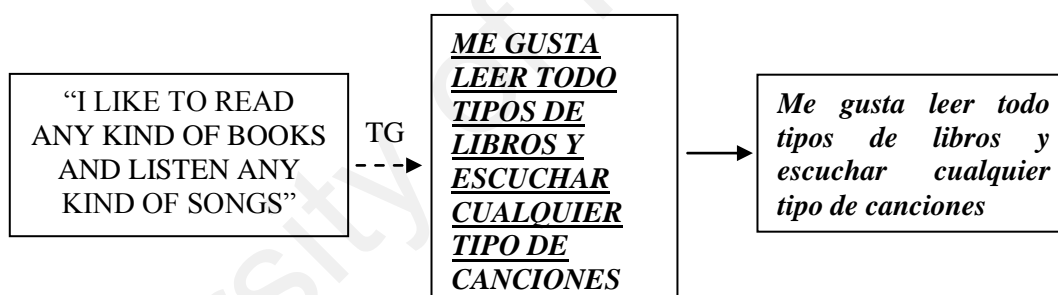 “I LIKE TO READ
ANY KIND OF BOOKS
AND LISTEN ANY
KIND OF SONGS”
TG
ME GUSTA
LEER TODO
TIPOS DE
LIBROS Y
ESCUCHAR
CUALQUIER
TIPO DE
CANCIONES
Me gusta leer todo
tipos de libros y
escuchar cualquier
tipo de canciones